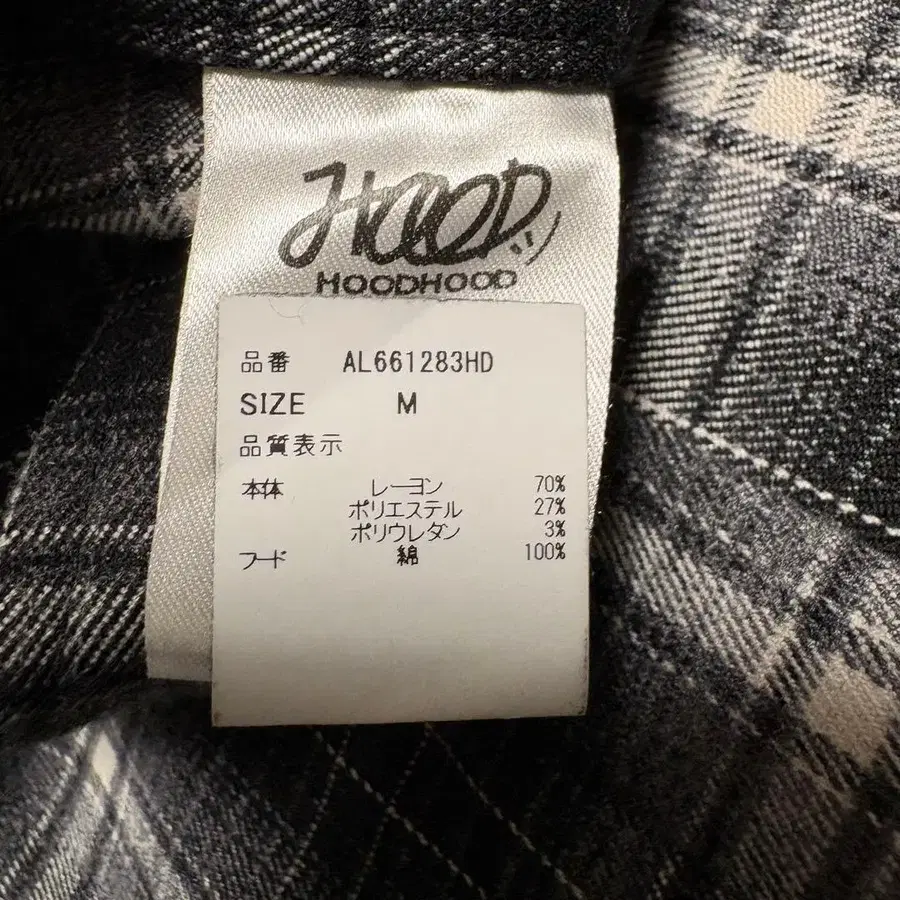 HOOD
HOODHOOD
品番 AL661283HD
SIZE M
品質表示
本体 レーヨン 70%
ポリエステル 27%
ポリウレタン 3%
フード 綿 100%